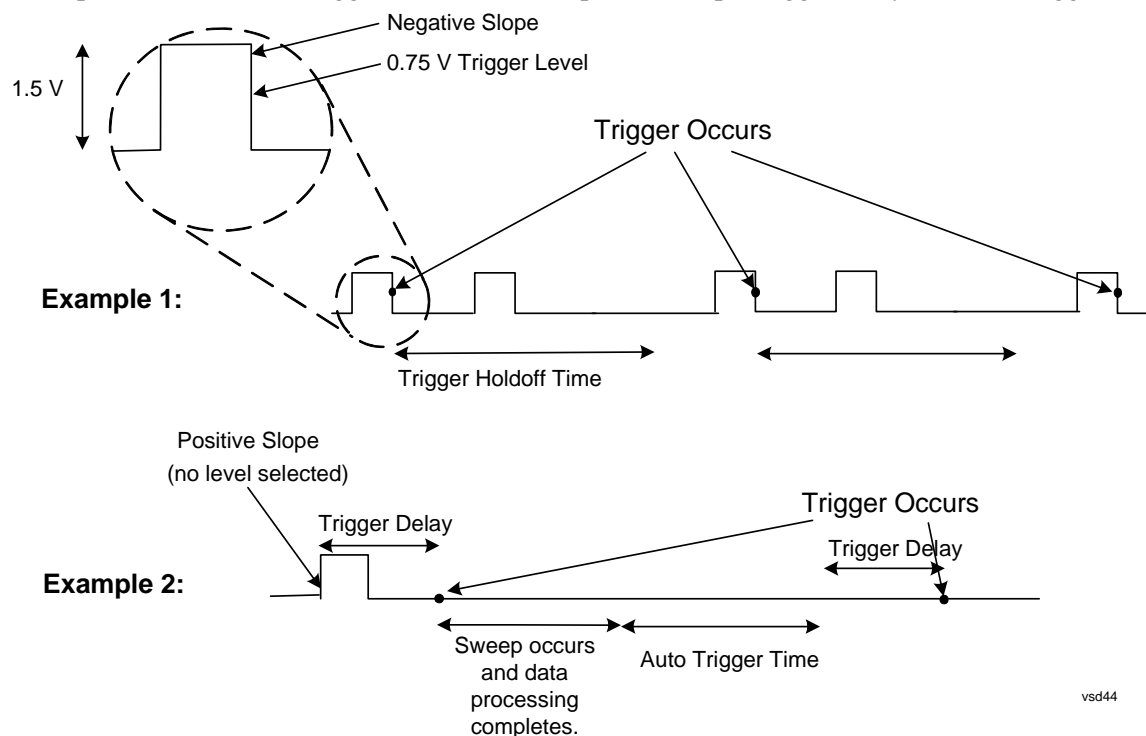 Negative Slope
0.75 V Trigger Level
1.5 V
Trigger Occurs
Example 1:
Trigger Holdoff Time
Positive Slope
(no level selected)
Trigger Delay
Trigger Occurs
Trigger Delay
Example 2:
Sweep occurs
and data
processing
completes.
Auto Trigger Time
vsd44